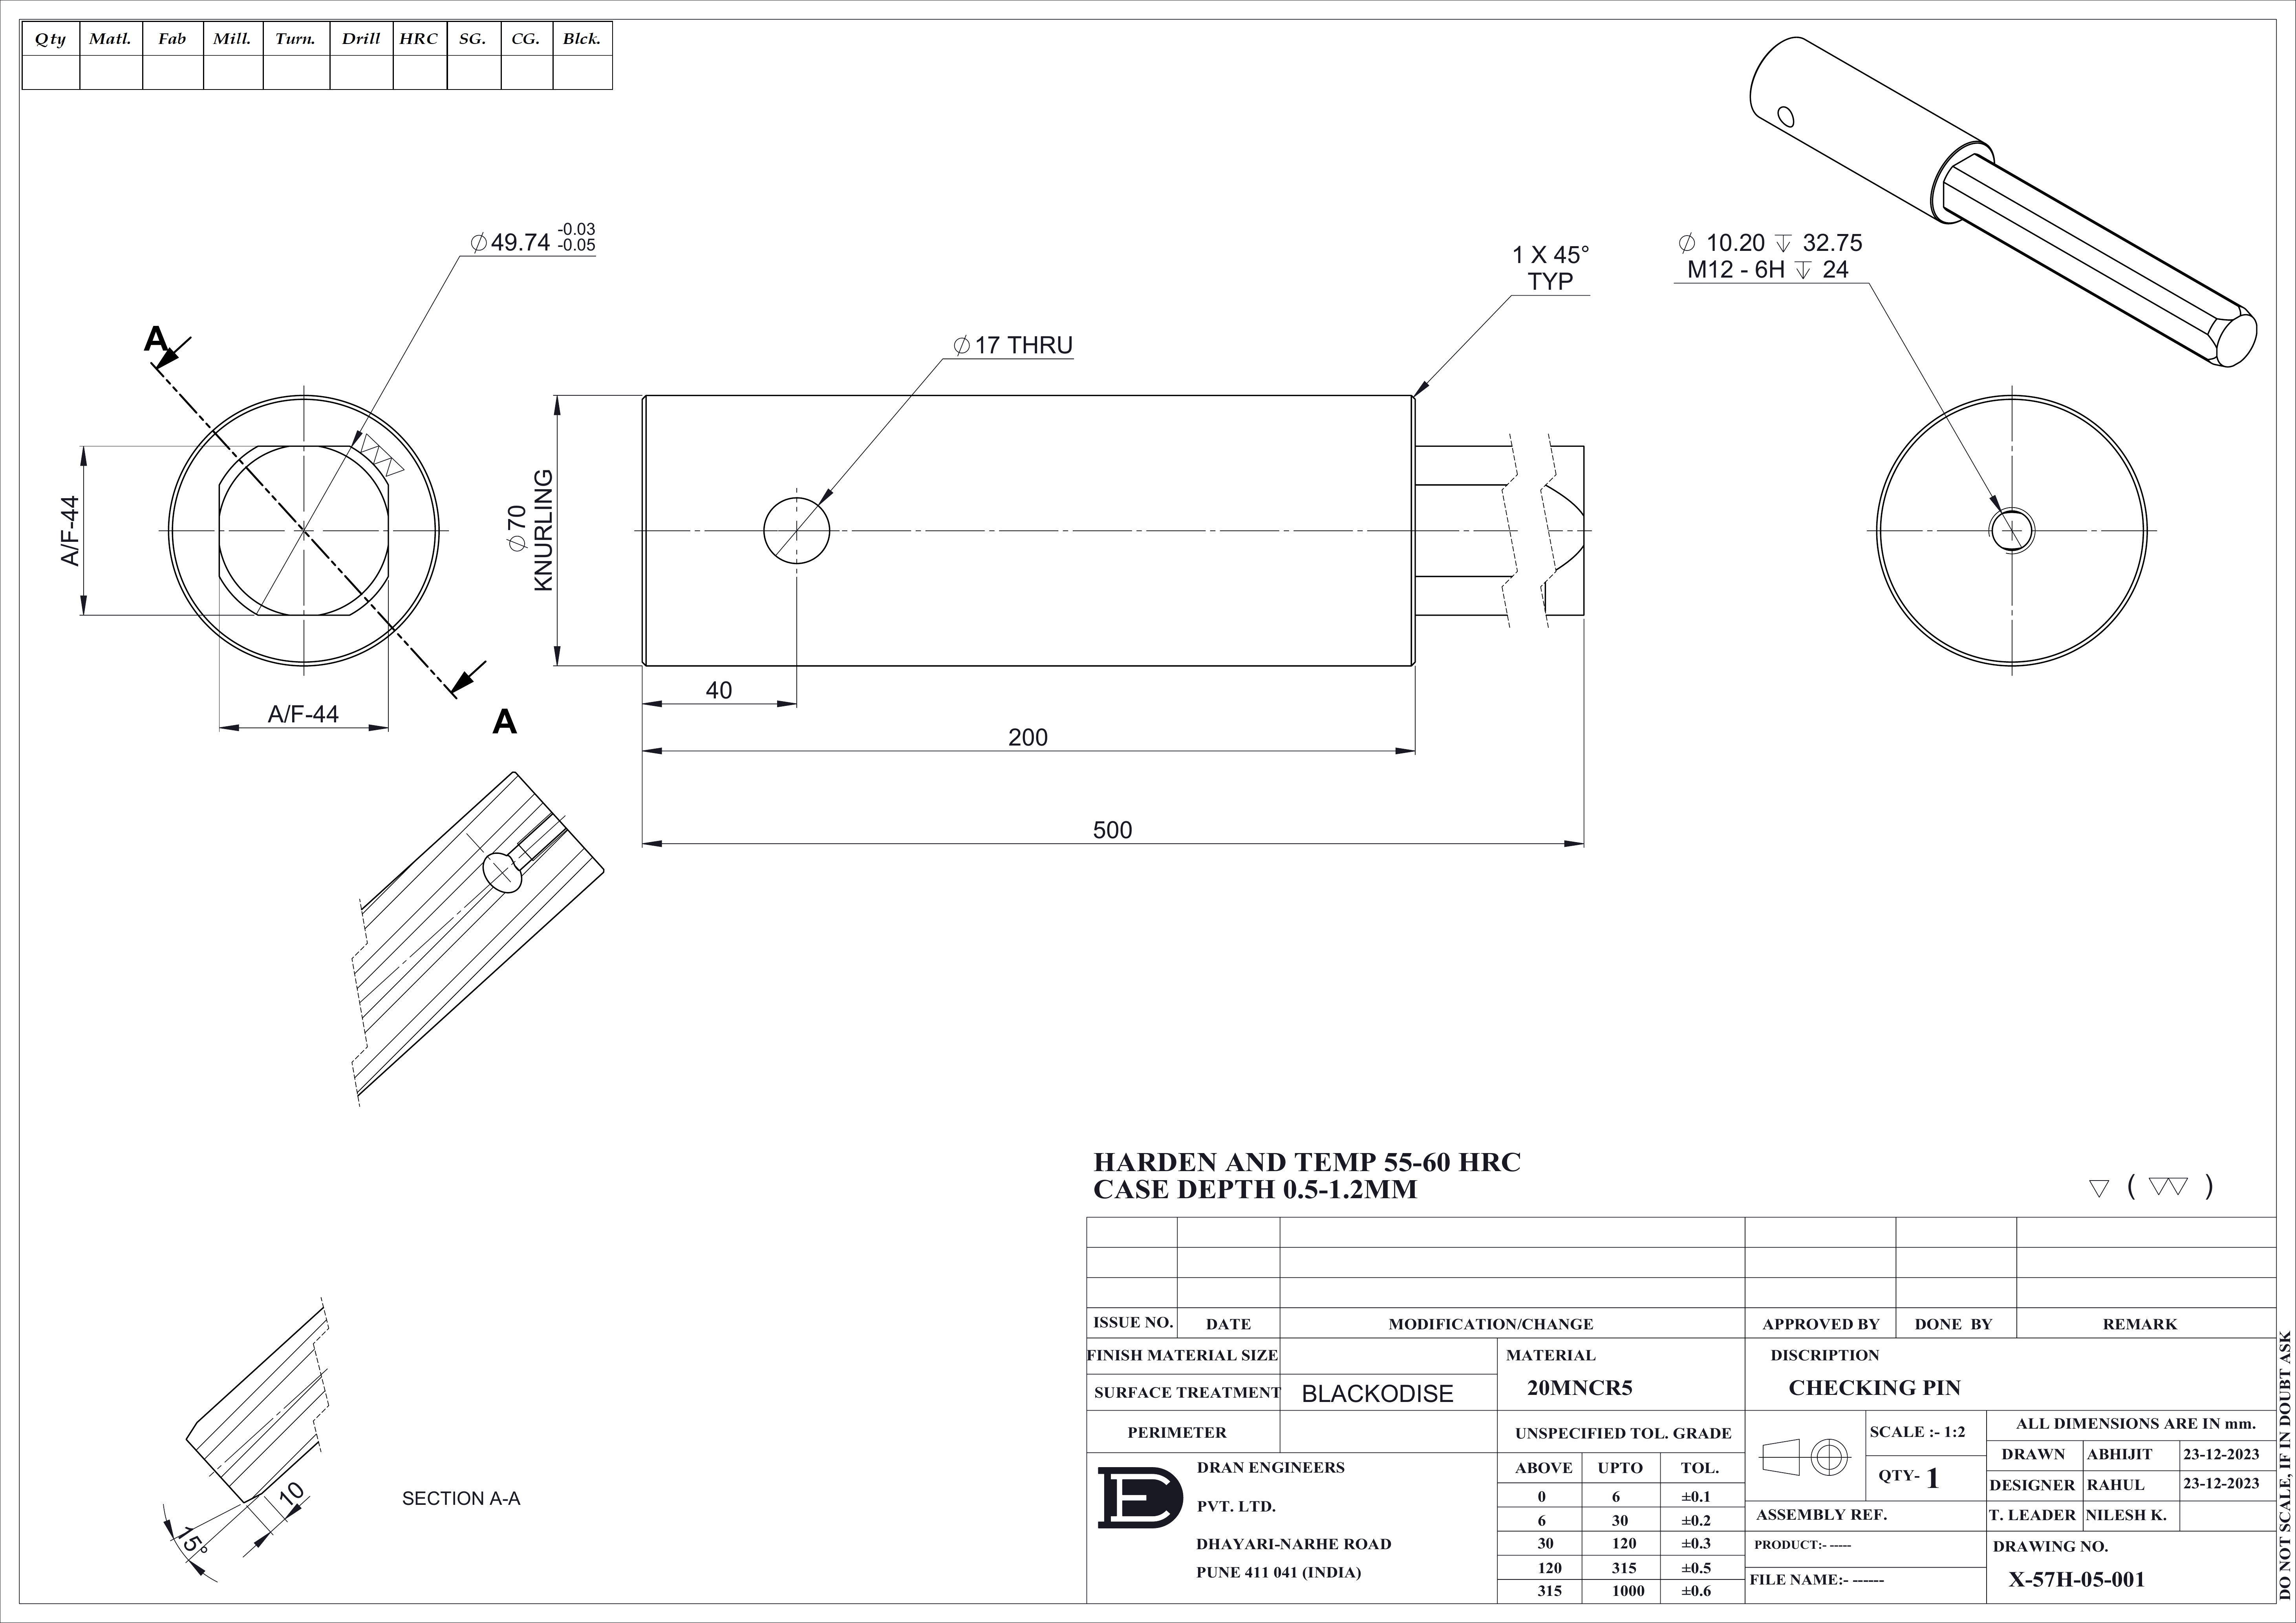 Qty Matl. Fab Mill. Turn. Drill HRC SG. CG. Blck.
⌀49.74 -0.03 -0.05
1 X 45°
TYP
⌀ 10.20 ↧ 32.75
M12 - 6H ↧ 24
A
⌀17 THRU
A/F-44
⌀70
KNURLING
A/F-44
A
40
200
500
10
15°
SECTION A-A
HARDEN AND TEMP 55-60 HRC
CASE DEPTH 0.5-1.2MM
( )
ISSUE NO. DATE MODIFICATION/CHANGE APPROVED BY DONE BY REMARK
FINISH MATERIAL SIZE
MATERIAL
20MNCR5
DISCRIPTION
CHECKING PIN
SURFACE TREATMENT BLACKODISE
PERIMETER
UNSPECIFIED TOL. GRADE
ABOVE UPTO TOL.
0 6 ±0.1
6 30 ±0.2
30 120 ±0.3
120 315 ±0.5
315 1000 ±0.6
DE
DRAN ENGINEERS
PVT. LTD.
DHAYARI-NARHE ROAD
PUNE 411 041 (INDIA)
SCALE :- 1:2
QTY- 1
ALL DIMENSIONS ARE IN mm.
DRAWN ABHIJIT 23-12-2023
DESIGNER RAHUL 23-12-2023
T. LEADER NILESH K.
ASSEMBLY REF.
PRODUCT:- -----
FILE NAME:- ------
DRAWING NO.
X-57H-05-001
DO NOT SCALE, IF IN DOUBT ASK